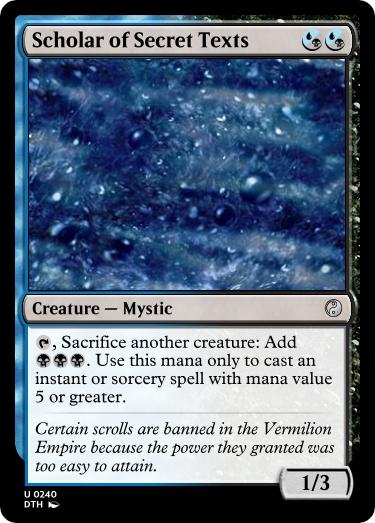 Scholar of Secret Texts
Creature — Mystic
, Sacrifice another creature: Add
. Use this mana only to cast an
instant or sorcery spell with mana value
5 or greater.
Certain scrolls are banned in the Vermilion
Empire because the power they granted was
too easy to attain.
1/3
U 0240
DTH